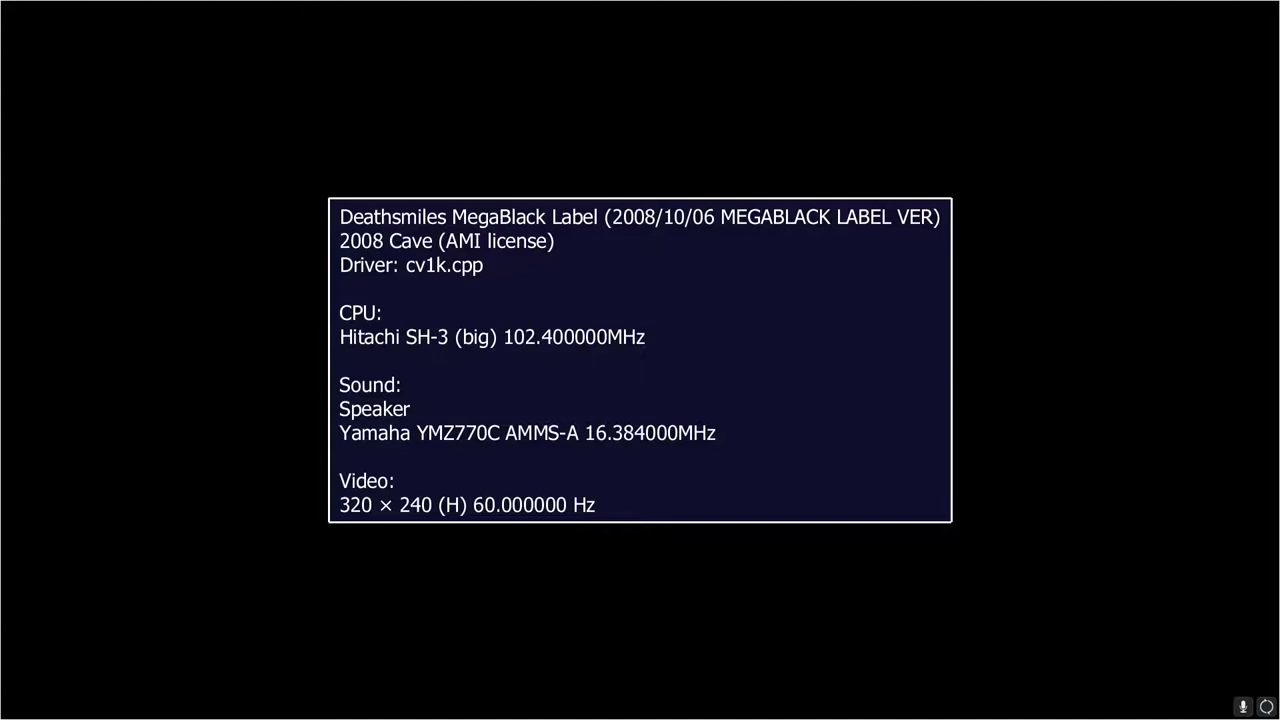 Deathsmiles MegaBlack Label (2008/10/06 MEGABLACK LABEL VER)
2008 Cave (AMI license)
Driver: cv1k.cpp
CPU:
Hitachi SH-3 (big) 102.400000MHz
Sound:
Speaker
Yamaha YMZ770C AMMS-A 16.384000MHz
Video:
320 × 240 (H) 60.000000 Hz